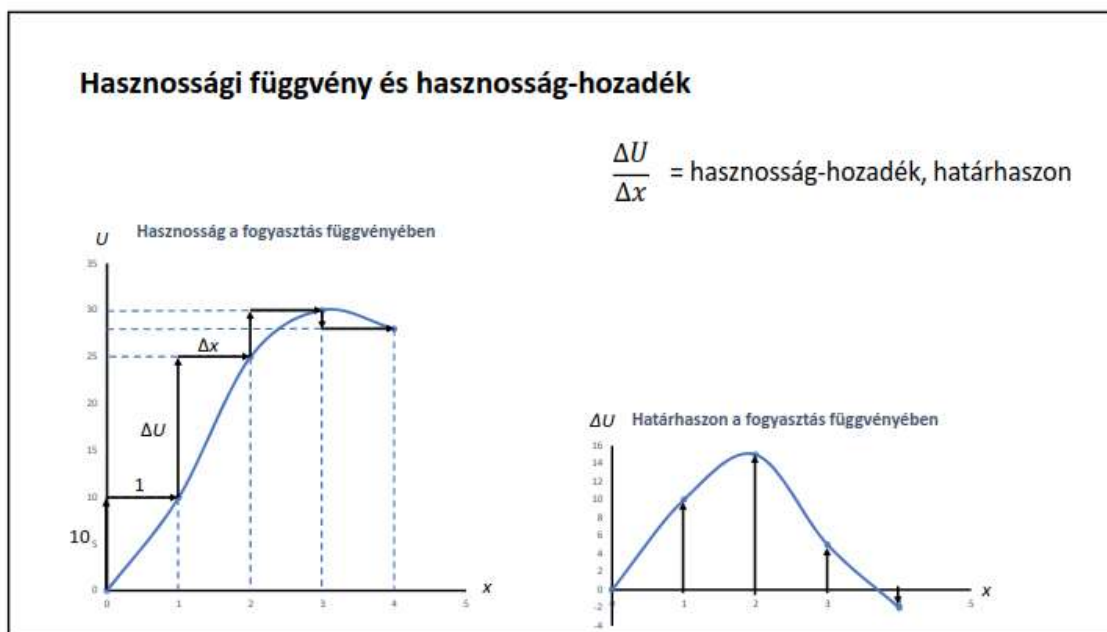 Hasznossági függvény és hasznosság-hozadék
ΔU
Δx
= hasznosság-hozadék, határhaszon
U
Hasznosság a fogyasztás függvényében
35
30
25
20
15
10
5
0
10
1
ΔU
Δx
0 1 2 3 4 5
x
ΔU Határhaszon a fogyasztás függvényében
16
14
12
10
8
6
4
2
0
-2
-4
1 2 3 5
x